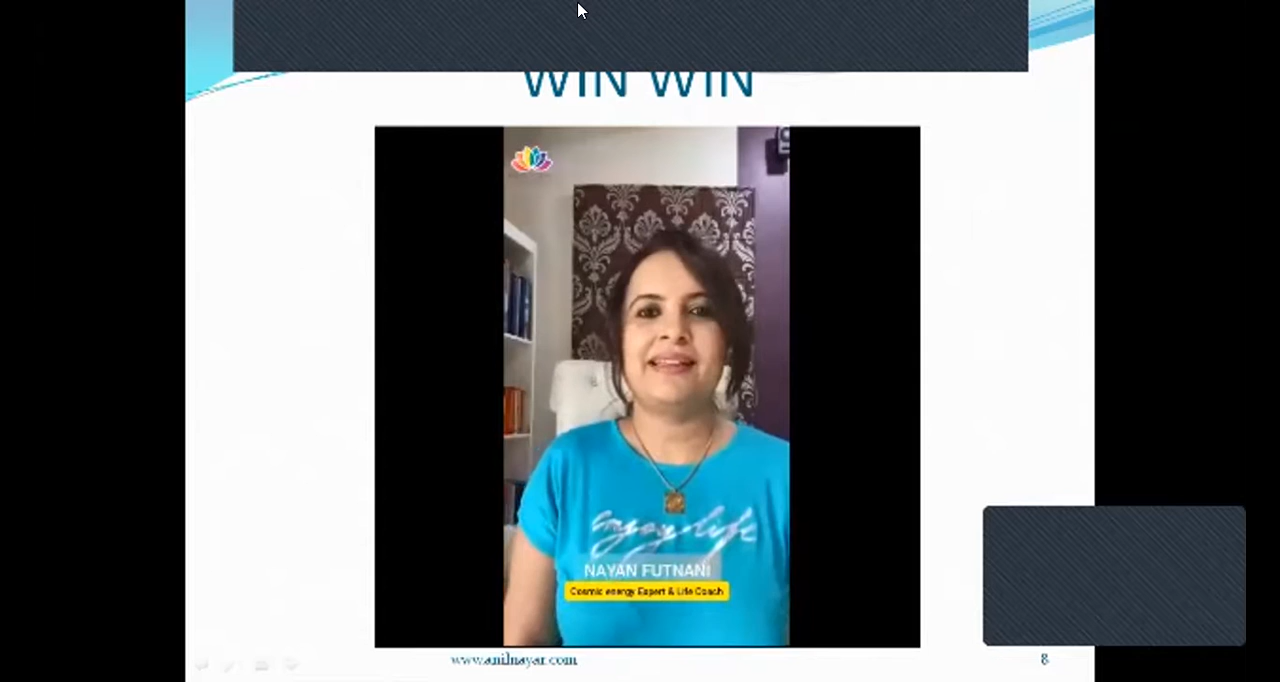 WIN WIN
enjoy life
NAYAN FUTNANI
Cosmic energy Expert & Life Coach
www.anilnayar.com
8